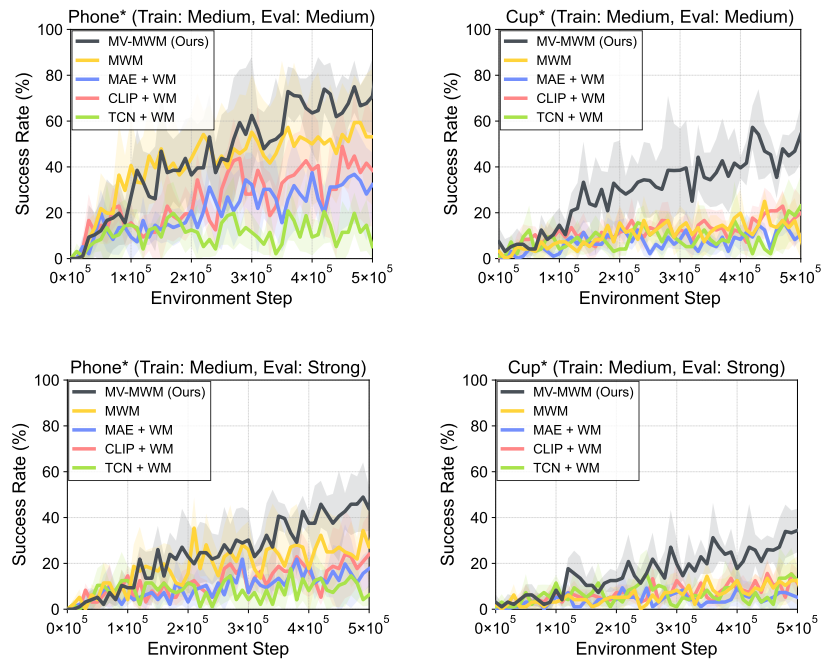 Phone* (Train: Medium, Eval: Medium)
Success Rate (%)
100
80
60
40
20
0
MV-MWM (Ours)
MWM
MAE + WM
CLIP + WM
TCN + WM
0×10^5 1×10^5 2×10^5 3×10^5 4×10^5 5×10^5
Environment Step
Cup* (Train: Medium, Eval: Medium)
Success Rate (%)
100
80
60
40
20
0
MV-MWM (Ours)
MWM
MAE + WM
CLIP + WM
TCN + WM
0×10^5 1×10^5 2×10^5 3×10^5 4×10^5 5×10^5
Environment Step
Phone* (Train: Medium, Eval: Strong)
Success Rate (%)
100
80
60
40
20
0
MV-MWM (Ours)
MWM
MAE + WM
CLIP + WM
TCN + WM
0×10^5 1×10^5 2×10^5 3×10^5 4×10^5 5×10^5
Environment Step
Cup* (Train: Medium, Eval: Strong)
Success Rate (%)
100
80
60
40
20
0
MV-MWM (Ours)
MWM
MAE + WM
CLIP + WM
TCN + WM
0×10^5 1×10^5 2×10^5 3×10^5 4×10^5 5×10^5
Environment Step